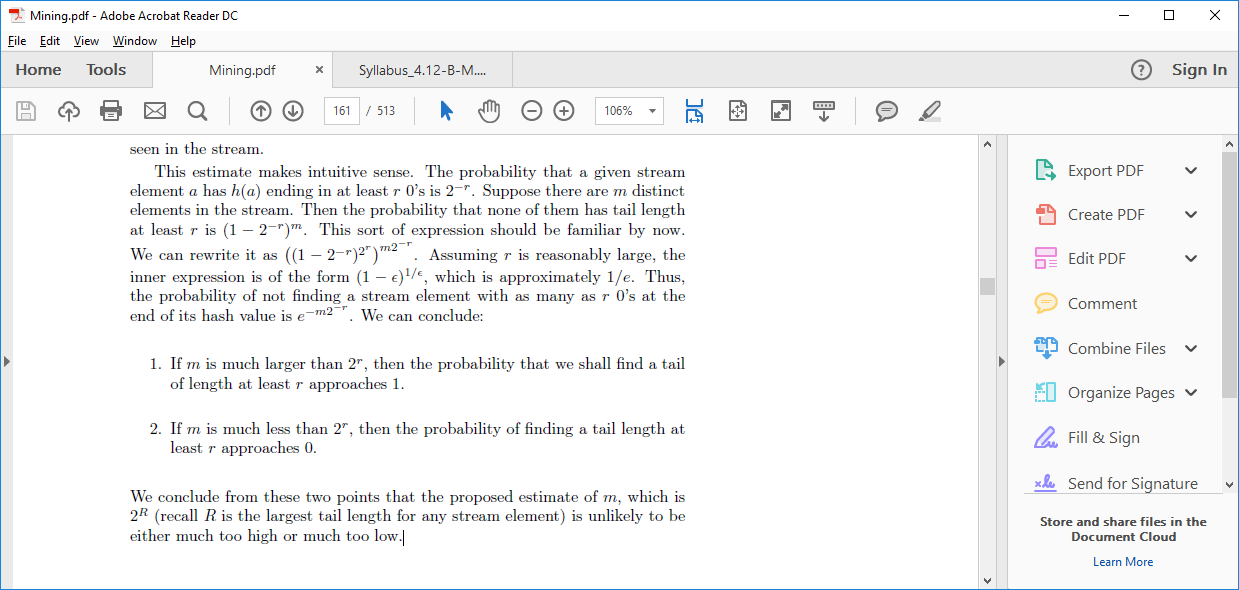 Mining.pdf - Adobe Acrobat Reader DC
File Edit View Window Help
Home Tools Mining.pdf × Syllabus_4.12-B-M.... ? Sign In
161 / 513 106%
seen in the stream.
This estimate makes intuitive sense. The probability that a given stream
element a has h(a) ending in at least r 0's is 2⁻ʳ. Suppose there are m distinct
elements in the stream. Then the probability that none of them has tail length
at least r is (1 − 2⁻ʳ)ᵐ. This sort of expression should be familiar by now.
We can rewrite it as ((1 − 2⁻ʳ)^{2^r})^{m2^{−r}}. Assuming r is reasonably large, the
inner expression is of the form (1 − ϵ)^{1/ϵ}, which is approximately 1/e. Thus,
the probability of not finding a stream element with as many as r 0's at the
end of its hash value is e^{−m2^{−r}}. We can conclude:
1. If m is much larger than 2ʳ, then the probability that we shall find a tail
of length at least r approaches 1.
2. If m is much less than 2ʳ, then the probability of finding a tail length at
least r approaches 0.
We conclude from these two points that the proposed estimate of m, which is
2ᴿ (recall R is the largest tail length for any stream element) is unlikely to be
either much too high or much too low.
Export PDF
Create PDF
Edit PDF
Comment
Combine Files
Organize Pages
Fill & Sign
Send for Signature
Store and share files in the
Document Cloud
Learn More